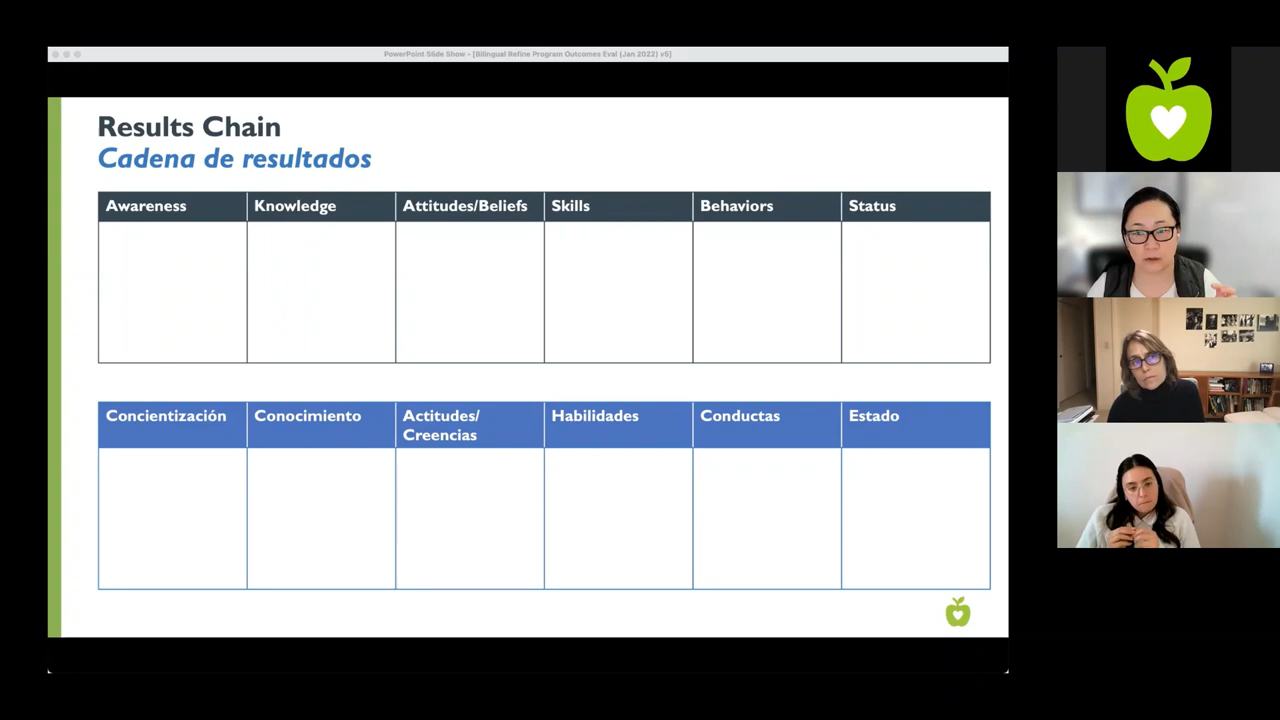 PowerPoint Slide Show - [Bilingual Refine Program Outcomes Eval (Jan 2022) v5]
Results Chain
Cadena de resultados
Awareness Knowledge Attitudes/Beliefs Skills Behaviors Status
Concientización Conocimiento Actitudes/ Habilidades Conductas Estado
Creencias